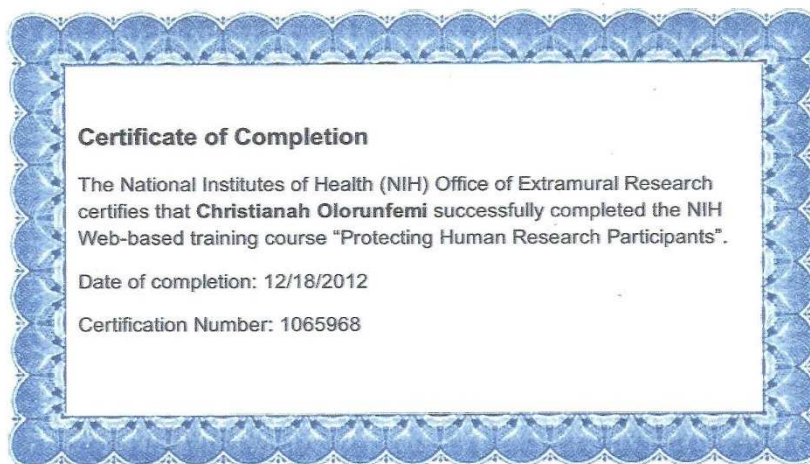 Certificate of Completion
The National Institutes of Health (NIH) Office of Extramural Research
certifies that Christianah Olorunfemi successfully completed the NIH
Web-based training course “Protecting Human Research Participants”.
Date of completion: 12/18/2012
Certification Number: 1065968